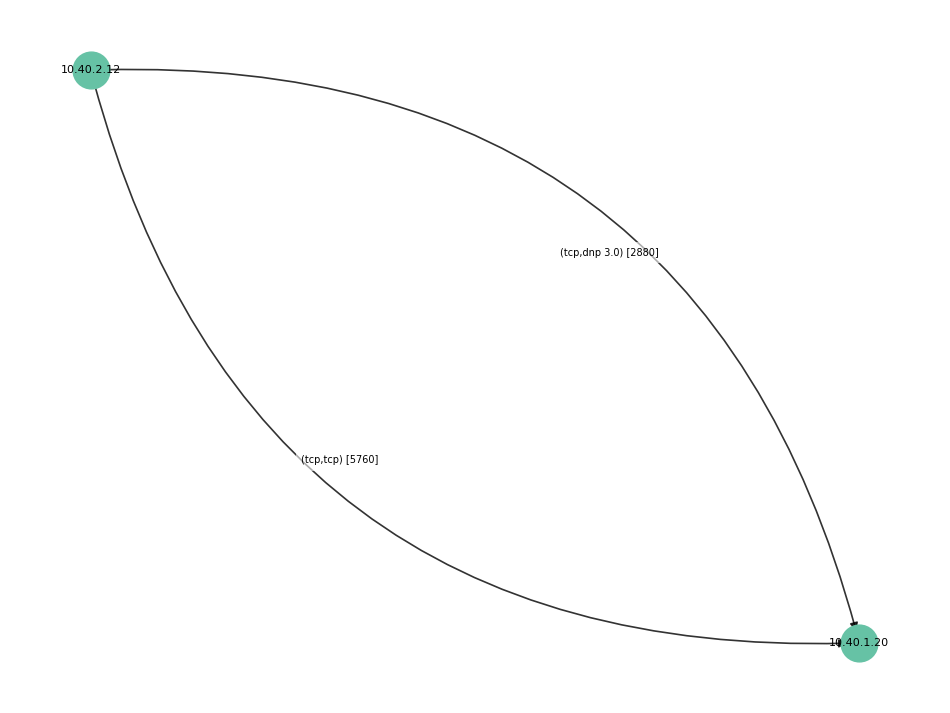 10.40.2.12
(tcp,dnp 3.0) [2880]
(tcp,tcp) [5760]
10.40.1.20